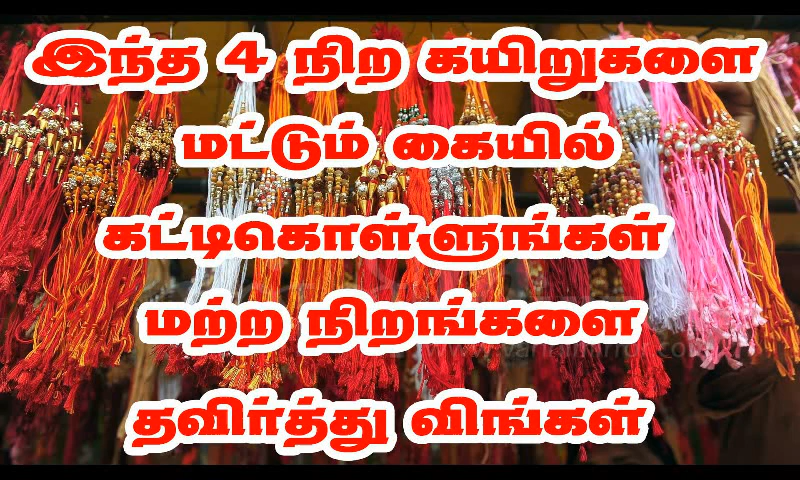 இந்த 4 நிற கயிறுகளை
மட்டும் கையில்
கட்டிகொள்ளுங்கள்
மற்ற நிறங்களை
தவிர்த்து விங்கள்